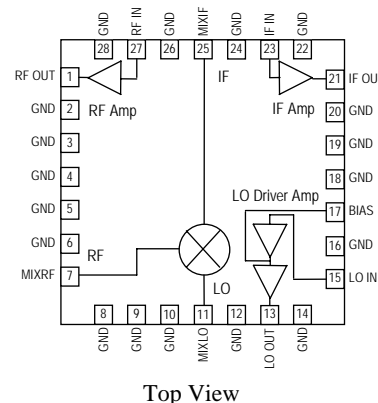 GND
RF IN
GND
MIXIF
GND
IF IN
GND
28 27 26 25 24 23 22
RF OUT 1
RF Amp
IF
IF Amp
21 IF OU
GND 2
20 GND
GND 3
19 GND
GND 4
18 GND
GND 5
LO Driver Amp
17 BIAS
GND 6
RF
16 GND
MIXRF 7
LO
15 LO IN
8 9 10 11 12 13 14
GND
GND
GND
MIXLO
GND
LO OUT
GND
Top View